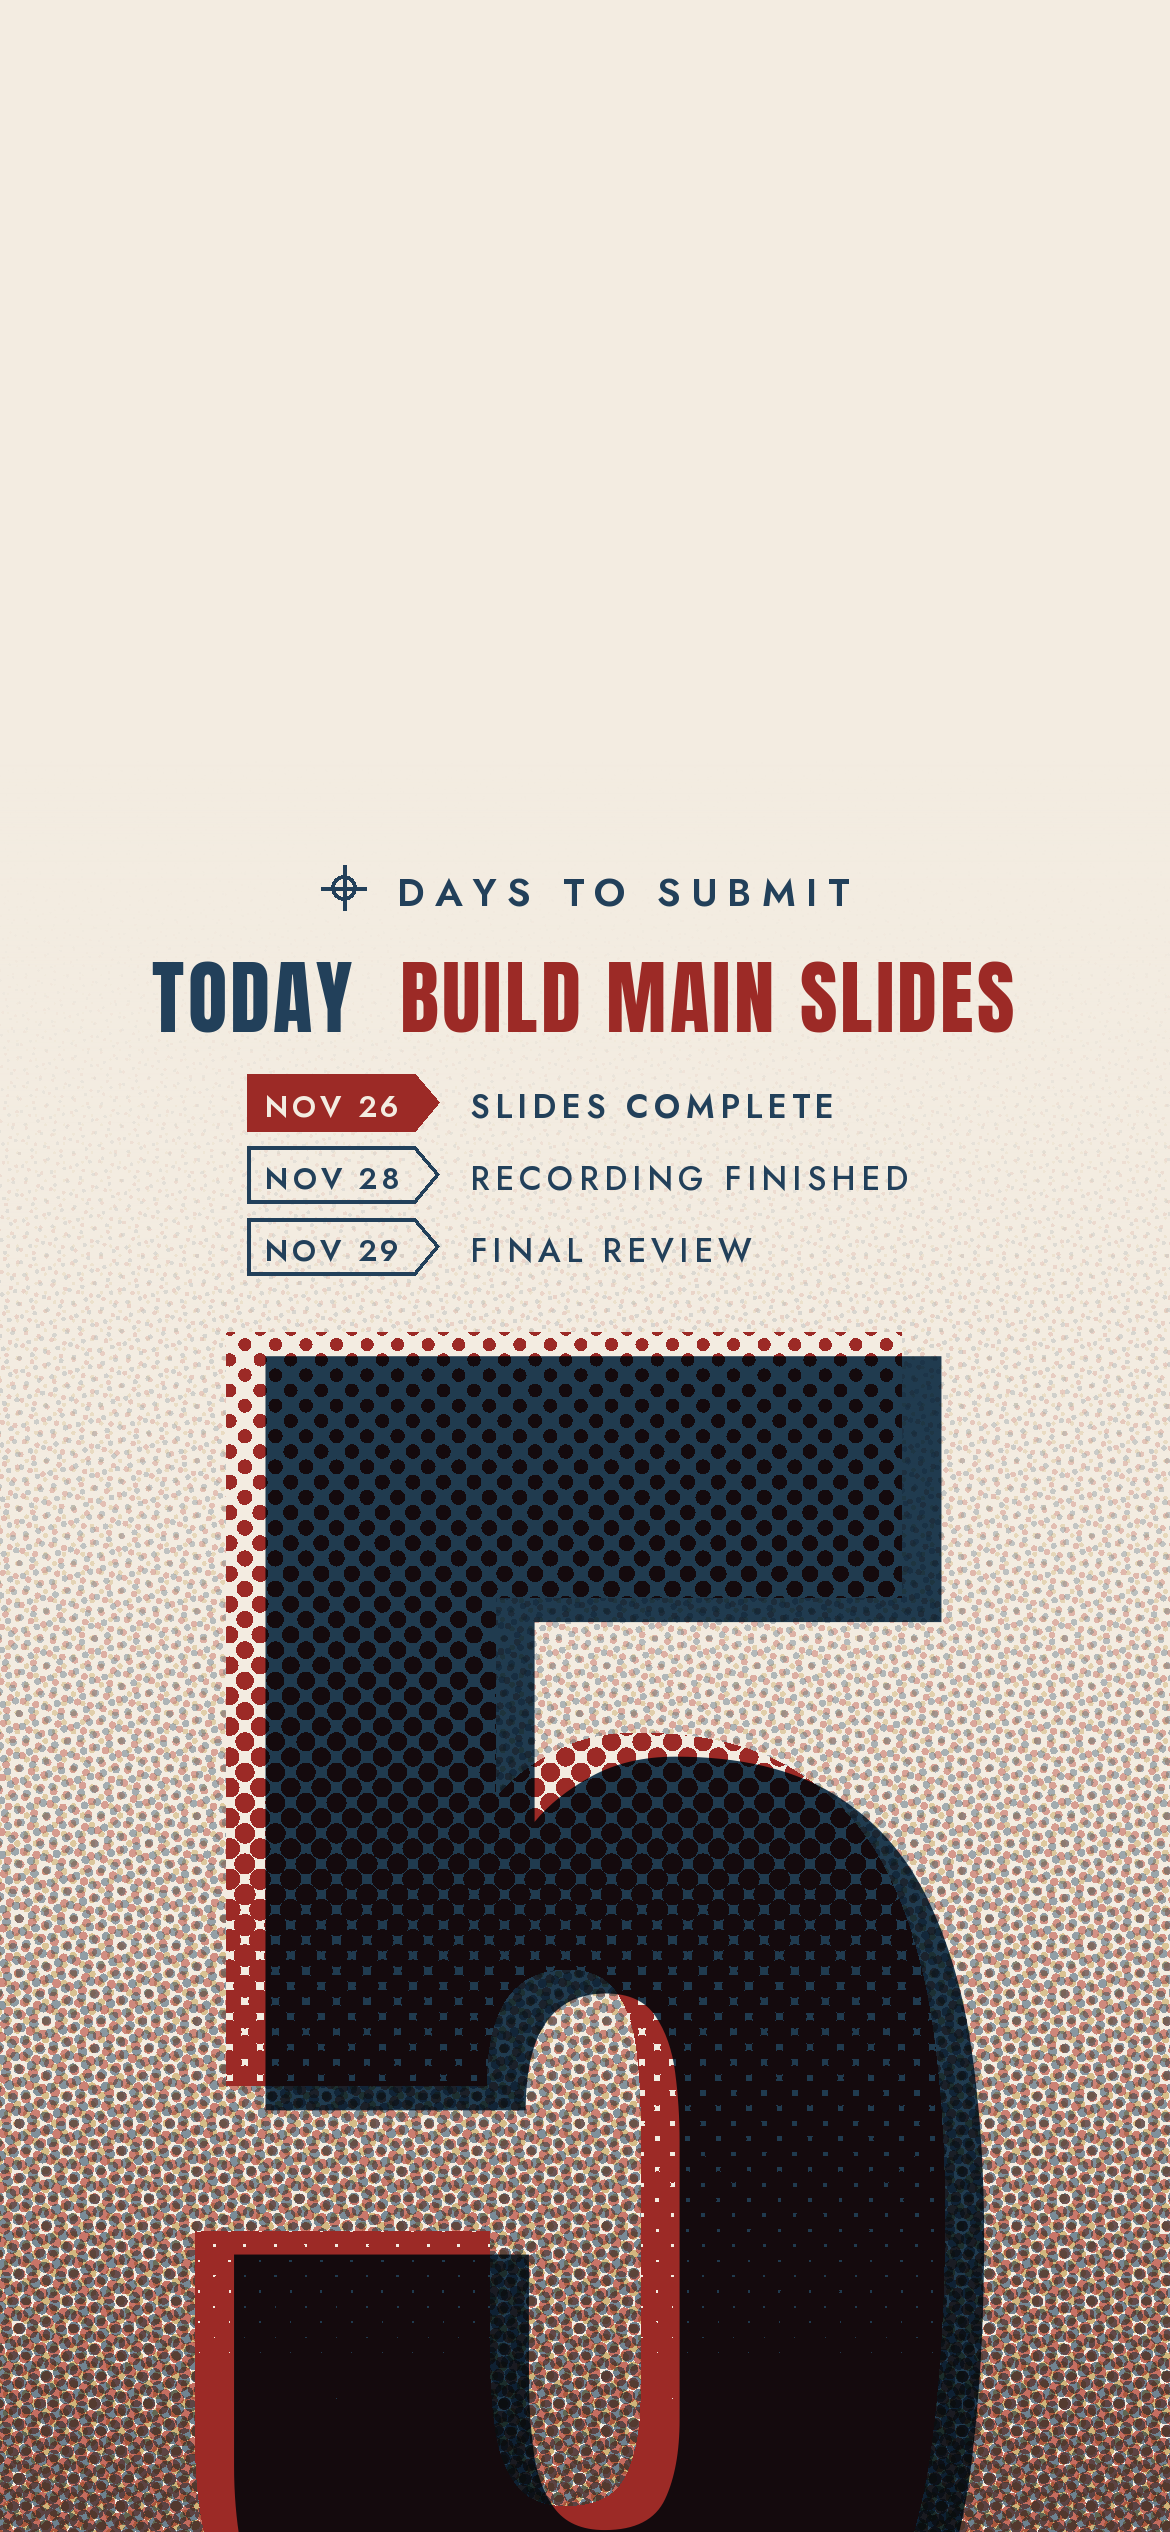 DAYS TO SUBMIT
TODAY BUILD MAIN SLIDES
NOV 26 SLIDES COMPLETE
NOV 28 RECORDING FINISHED
NOV 29 FINAL REVIEW
5